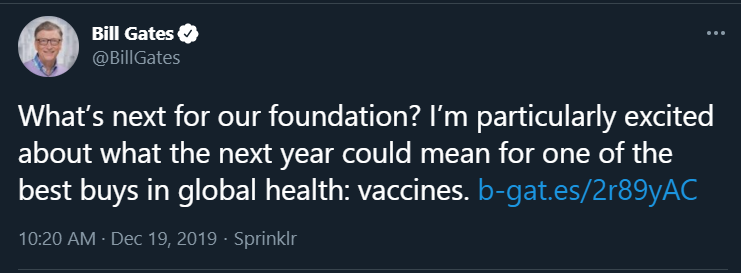 Bill Gates
@BillGates
What’s next for our foundation? I’m particularly excited
about what the next year could mean for one of the
best buys in global health: vaccines. b-gat.es/2r89yAC
10:20 AM · Dec 19, 2019 · Sprinklr